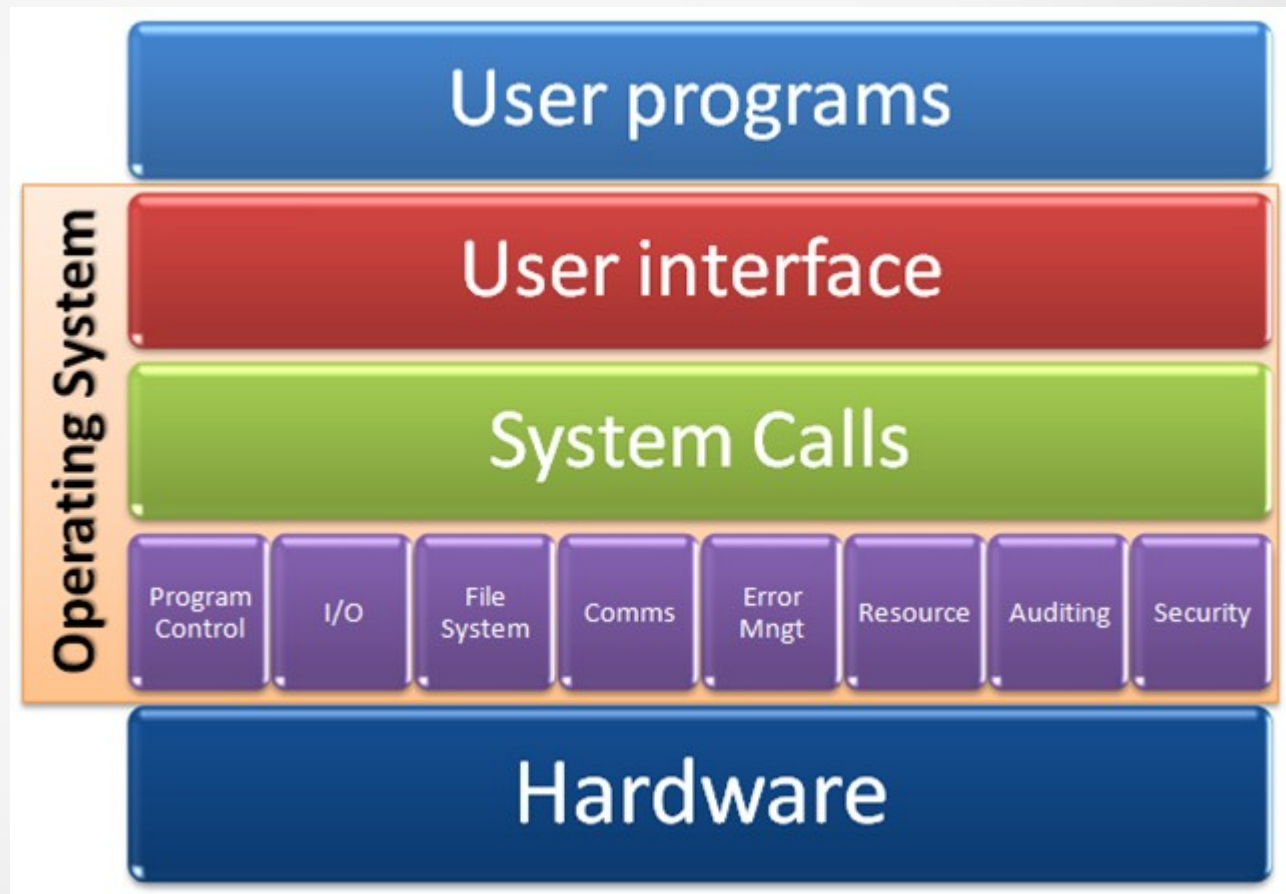 User programs
Operating System
User interface
System Calls
Program
Control
I/O
File
System
Comms
Error
Mngt
Resource
Auditing
Security
Hardware